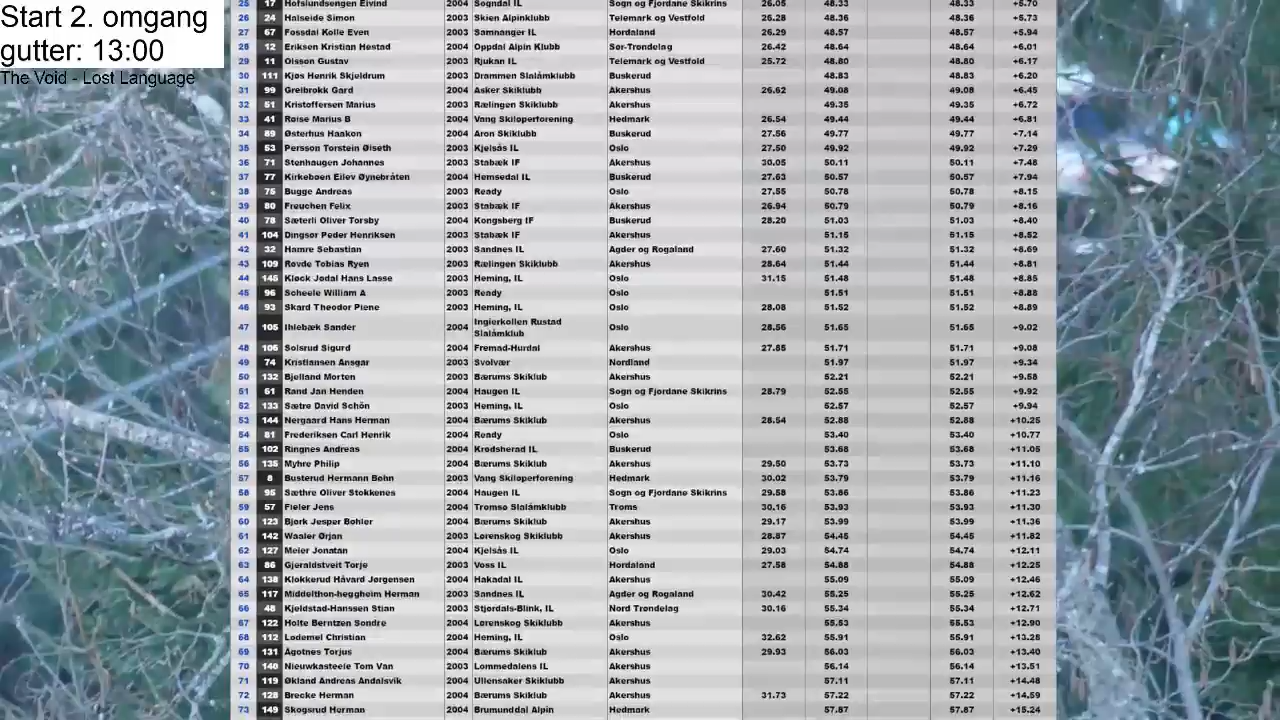 Start 2. omgang
gutter: 13:00
The Void - Lost Language
25 17 Hofslundsengen Eivind 2004 Sogndal IL Sogn og Fjordane Skikrins 26.05 48.33 48.33 +5.70
26 24 Halseide Simon 2003 Skien Alpinklubb Telemark og Vestfold 26.28 48.36 48.36 +5.73
27 67 Fossdal Kolle Even 2003 Samnanger IL Hordaland 26.29 48.57 48.57 +5.94
28 12 Eriksen Kristian Hestad 2004 Oppdal Alpin Klubb Sør-Trøndelag 26.42 48.64 48.64 +6.01
29 11 Olsson Gustav 2003 Rjukan IL Telemark og Vestfold 25.72 48.80 48.80 +6.17
30 111 Kjøs Henrik Skjeldrum 2003 Drammen Slalåmklubb Buskerud 48.83 48.83 +6.20
31 99 Greibrokk Gard 2004 Asker Skiklubb Akershus 26.62 49.08 49.08 +6.45
32 51 Kristoffersen Marius 2003 Rælingen Skiklubb Akershus 49.35 49.35 +6.72
33 41 Røise Marius B 2004 Vang Skiløperforening Hedmark 26.54 49.44 49.44 +6.81
34 89 Østerhus Haakon 2004 Aron Skiklubb Buskerud 27.56 49.77 49.77 +7.14
35 53 Persson Torstein Ølseth 2003 Kjelsås IL Oslo 27.50 49.92 49.92 +7.29
36 71 Stenhaugen Johannes 2003 Stabæk IF Akershus 30.05 50.11 50.11 +7.48
37 77 Kirkebøen Eilev Øynebråten 2004 Hemsedal IL Buskerud 27.63 50.57 50.57 +7.94
38 75 Bugge Andreas 2003 Ready Oslo 27.55 50.78 50.78 +8.15
39 80 Freuchen Felix 2003 Stabæk IF Akershus 26.94 50.79 50.79 +8.16
40 78 Sæterli Oliver Torsby 2004 Kongsberg IF Buskerud 28.20 51.03 51.03 +8.40
41 104 Dingsør Peder Henriksen 2003 Stabæk IF Akershus 51.15 51.15 +8.52
42 32 Hamre Sebastian 2003 Sandnes IL Agder og Rogaland 27.60 51.32 51.32 +8.69
43 109 Rovde Tobias Ryen 2003 Rælingen Skiklubb Akershus 28.64 51.44 51.44 +8.81
44 145 Kløck Jødal Hans Lasse 2003 Heming, IL Oslo 31.15 51.48 51.48 +8.85
45 96 Scheele William A 2003 Ready Oslo 51.51 51.51 +8.88
46 93 Skard Theodor Piene 2003 Heming, IL Oslo 28.08 51.52 51.52 +8.89
47 105 Ihlebæk Sander 2004 Ingierkollen Rustad Slalåmklubb Oslo 28.56 51.65 51.65 +9.02
48 106 Solsrud Sigurd 2004 Fremad-Hurdal Akershus 27.85 51.71 51.71 +9.08
49 74 Kristiansen Ansgar 2003 Svolvær Nordland 51.97 51.97 +9.34
50 132 Bjelland Morten 2003 Bærums Skiklub Akershus 52.21 52.21 +9.58
51 61 Rand Jan Henden 2004 Haugen IL Sogn og Fjordane Skikrins 28.79 52.55 52.55 +9.92
52 133 Sætre David Schön 2003 Heming, IL Oslo 52.57 52.57 +9.94
53 144 Nergaard Hans Herman 2004 Bærums Skiklub Akershus 28.54 52.88 52.88 +10.25
54 81 Frederiksen Carl Henrik 2004 Ready Oslo 53.40 53.40 +10.77
55 102 Ringnes Andreas 2004 Krødsherad IL Buskerud 53.68 53.68 +11.05
56 135 Myhre Philip 2004 Bærums Skiklub Akershus 29.50 53.73 53.73 +11.10
57 8 Busterud Hermann Bøhn 2003 Vang Skiløperforening Hedmark 30.02 53.79 53.79 +11.16
58 95 Sæthre Oliver Stokkenes 2004 Haugen IL Sogn og Fjordane Skikrins 29.58 53.86 53.86 +11.23
59 57 Fieler Jens 2004 Tromsø Slalåmklubb Troms 30.16 53.93 53.93 +11.30
60 123 Bjørk Jesper Bøhler 2004 Bærums Skiklub Akershus 29.17 53.99 53.99 +11.36
61 142 Waaler Ørjan 2003 Lørenskog Skiklubb Akershus 28.87 54.45 54.45 +11.82
62 127 Meier Jonatan 2004 Kjelsås IL Oslo 29.03 54.74 54.74 +12.11
63 86 Gjeraldstveit Torje 2003 Voss IL Hordaland 27.58 54.88 54.88 +12.25
64 138 Klokkerud Håvard Jørgensen 2004 Hakadal IL Akershus 55.09 55.09 +12.46
65 117 Middelthon-heggheim Herman 2003 Sandnes IL Agder og Rogaland 30.42 55.25 55.25 +12.62
66 48 Kjeldstad-Hanssen Stian 2003 Stjørdals-Blink, IL Nord Trøndelag 30.16 55.34 55.34 +12.71
67 122 Holte Berntzen Sondre 2004 Lørenskog Skiklubb Akershus 55.53 55.53 +12.90
68 112 Lødemel Christian 2004 Heming, IL Oslo 32.62 55.91 55.91 +13.28
69 131 Ågotnes Torjus 2004 Bærums Skiklub Akershus 29.93 56.03 56.03 +13.40
70 140 Nieuwkasteele Tom Van 2003 Lommedalens IL Akershus 56.14 56.14 +13.51
71 119 Økland Andreas Andalsvik 2004 Ullensaker Skiklubb Akershus 57.11 57.11 +14.48
72 128 Brecke Herman 2004 Bærums Skiklub Akershus 31.73 57.22 57.22 +14.59
73 149 Skogsrud Herman 2004 Brumunddal Alpin Hedmark 57.87 57.87 +15.24